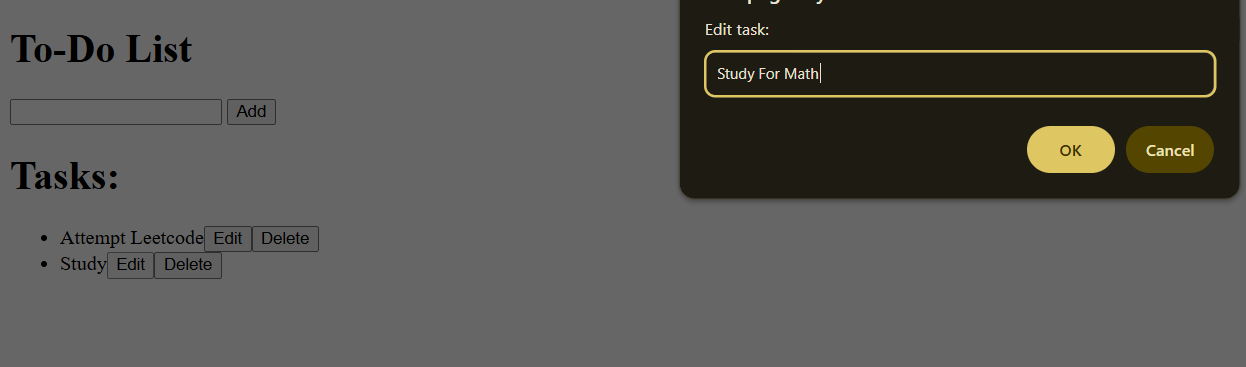 To-Do List
Add
Tasks:
Attempt Leetcode Edit Delete
Study Edit Delete
Edit task:
Study For Math
OK Cancel